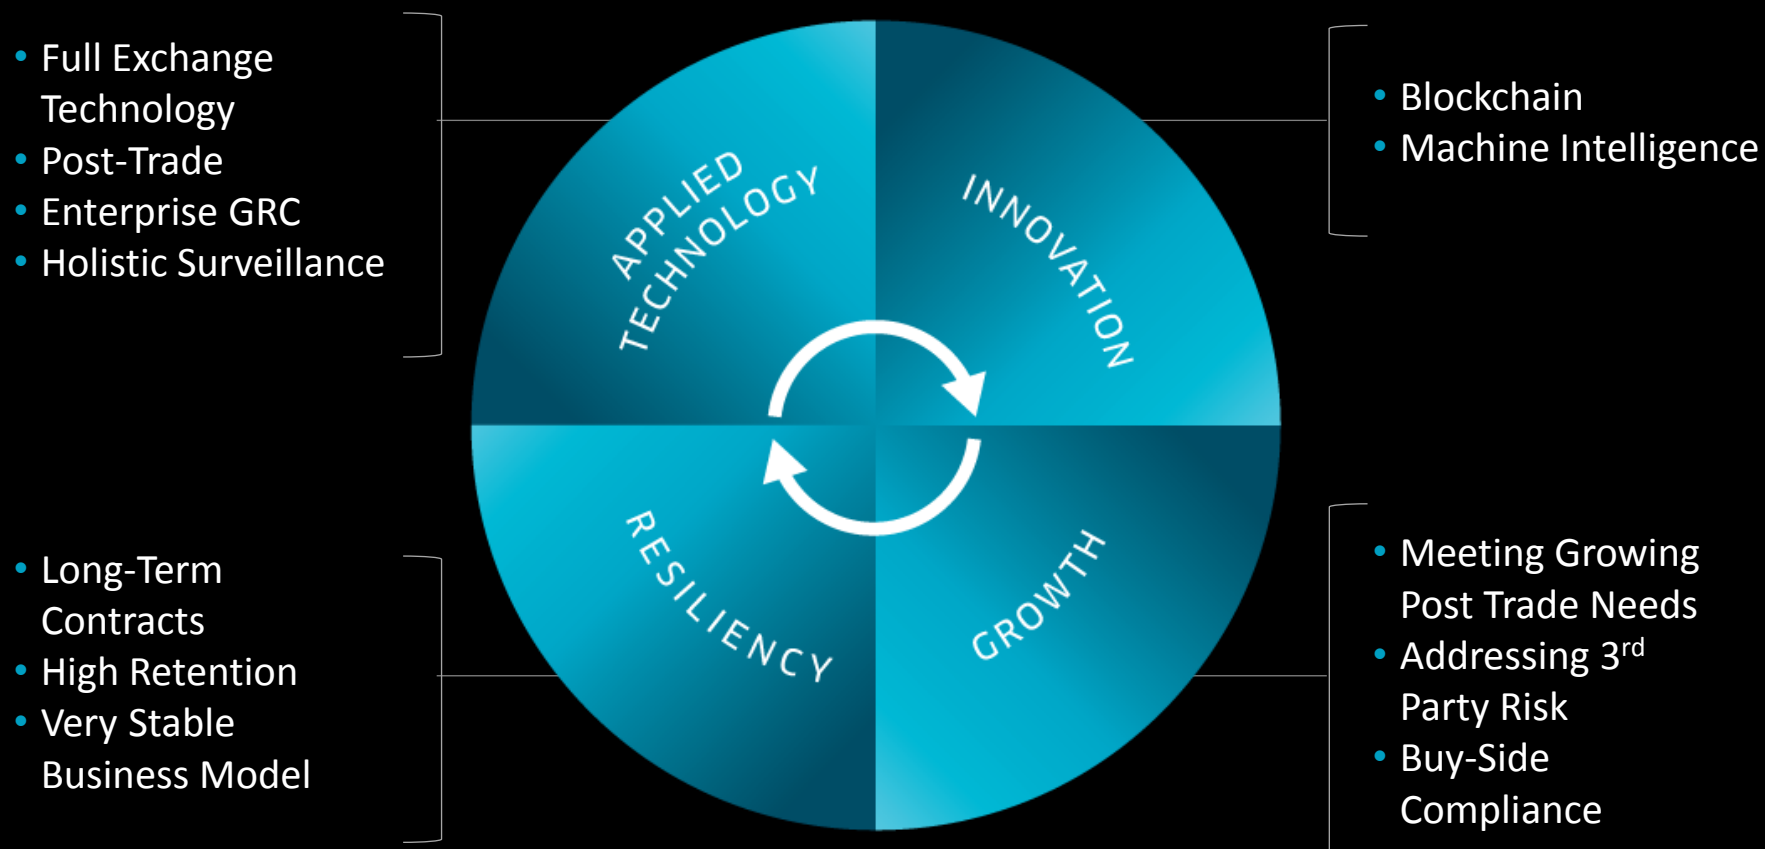 • Full Exchange
Technology
• Post-Trade
• Enterprise GRC
• Holistic Surveillance
APPLIED
TECHNOLOGY
INNOVATION
• Blockchain
• Machine Intelligence
• Long-Term
Contracts
• High Retention
• Very Stable
Business Model
RESILIENCY
GROWTH
• Meeting Growing
Post Trade Needs
• Addressing 3rd
Party Risk
• Buy-Side
Compliance